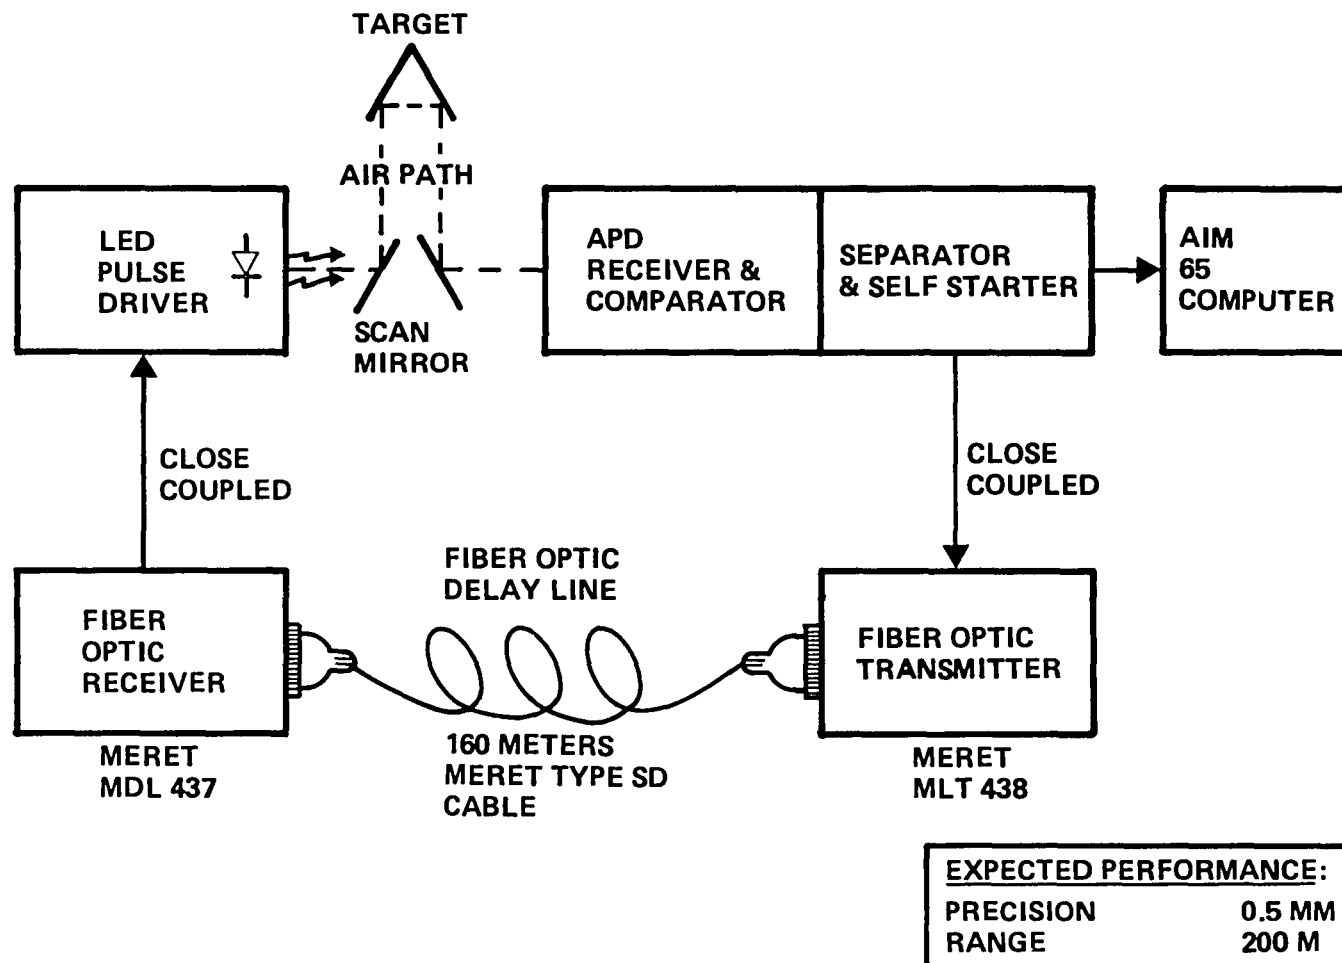 TARGET
AIR PATH
LED
PULSE
DRIVER
SCAN
MIRROR
APD
RECEIVER &
COMPARATOR
SEPARATOR
& SELF STARTER
AIM
65
COMPUTER
CLOSE
COUPLED
CLOSE
COUPLED
FIBER OPTIC
DELAY LINE
FIBER
OPTIC
RECEIVER
FIBER OPTIC
TRANSMITTER
MERET
MDL 437
160 METERS
MERET TYPE SD
CABLE
MERET
MLT 438
EXPECTED PERFORMANCE:
PRECISION 0.5 MM
RANGE 200 M